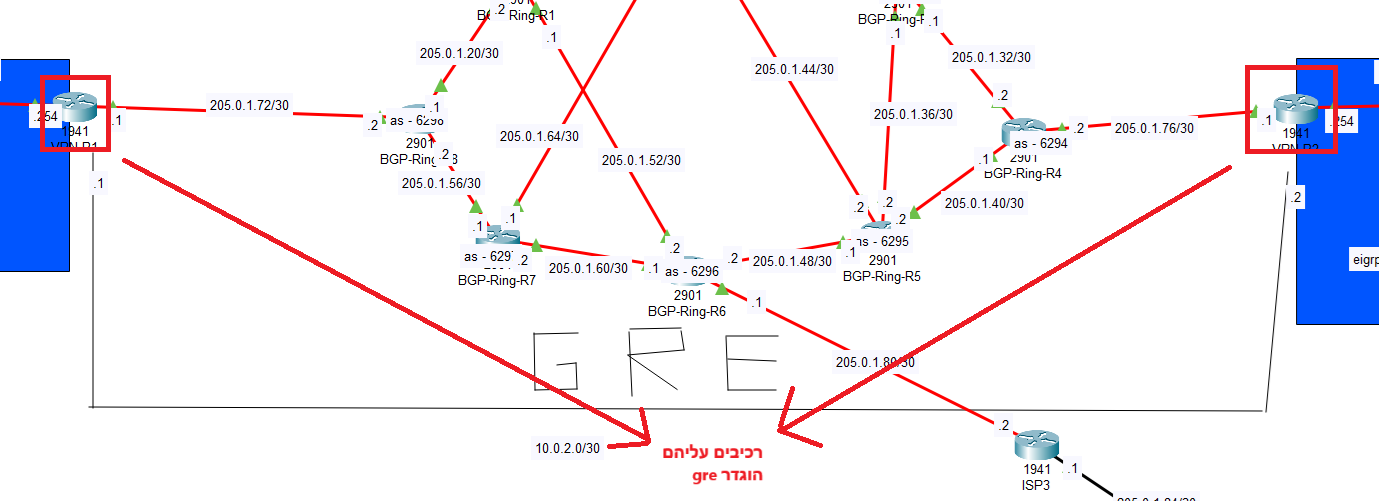 .2
BGP-Ring-R1
.1
BGP-Ring-
.1
.1
205.0.1.20/30
205.0.1.44/30
205.0.1.32/30
.1
.2
.254
.1
205.0.1.72/30
.2
as - 6296
205.0.1.64/30
205.0.1.36/30
.2
205.0.1.76/30
.1
.254
1941
VPN-R1
2901
BGP-Ring-
.2
205.0.1.52/30
as - 6294
2901
BGP-Ring-R4
.1
1941
.1
205.0.1.56/30
.2
.2
.2
205.0.1.40/30
.2
.1
.1
as - 629
.2
BGP-Ring-R7
205.0.1.60/30
.2
.1
as - 6296
2901
BGP-Ring-R6
.2
205.0.1.48/30
.1
as - 6295
2901
BGP-Ring-R5
eigrp
.1
GRE
205.0.1.80/30
.2
10.0.2.0/30
רכיבים עליהם
הוגדר gre
1941
ISP3
.1